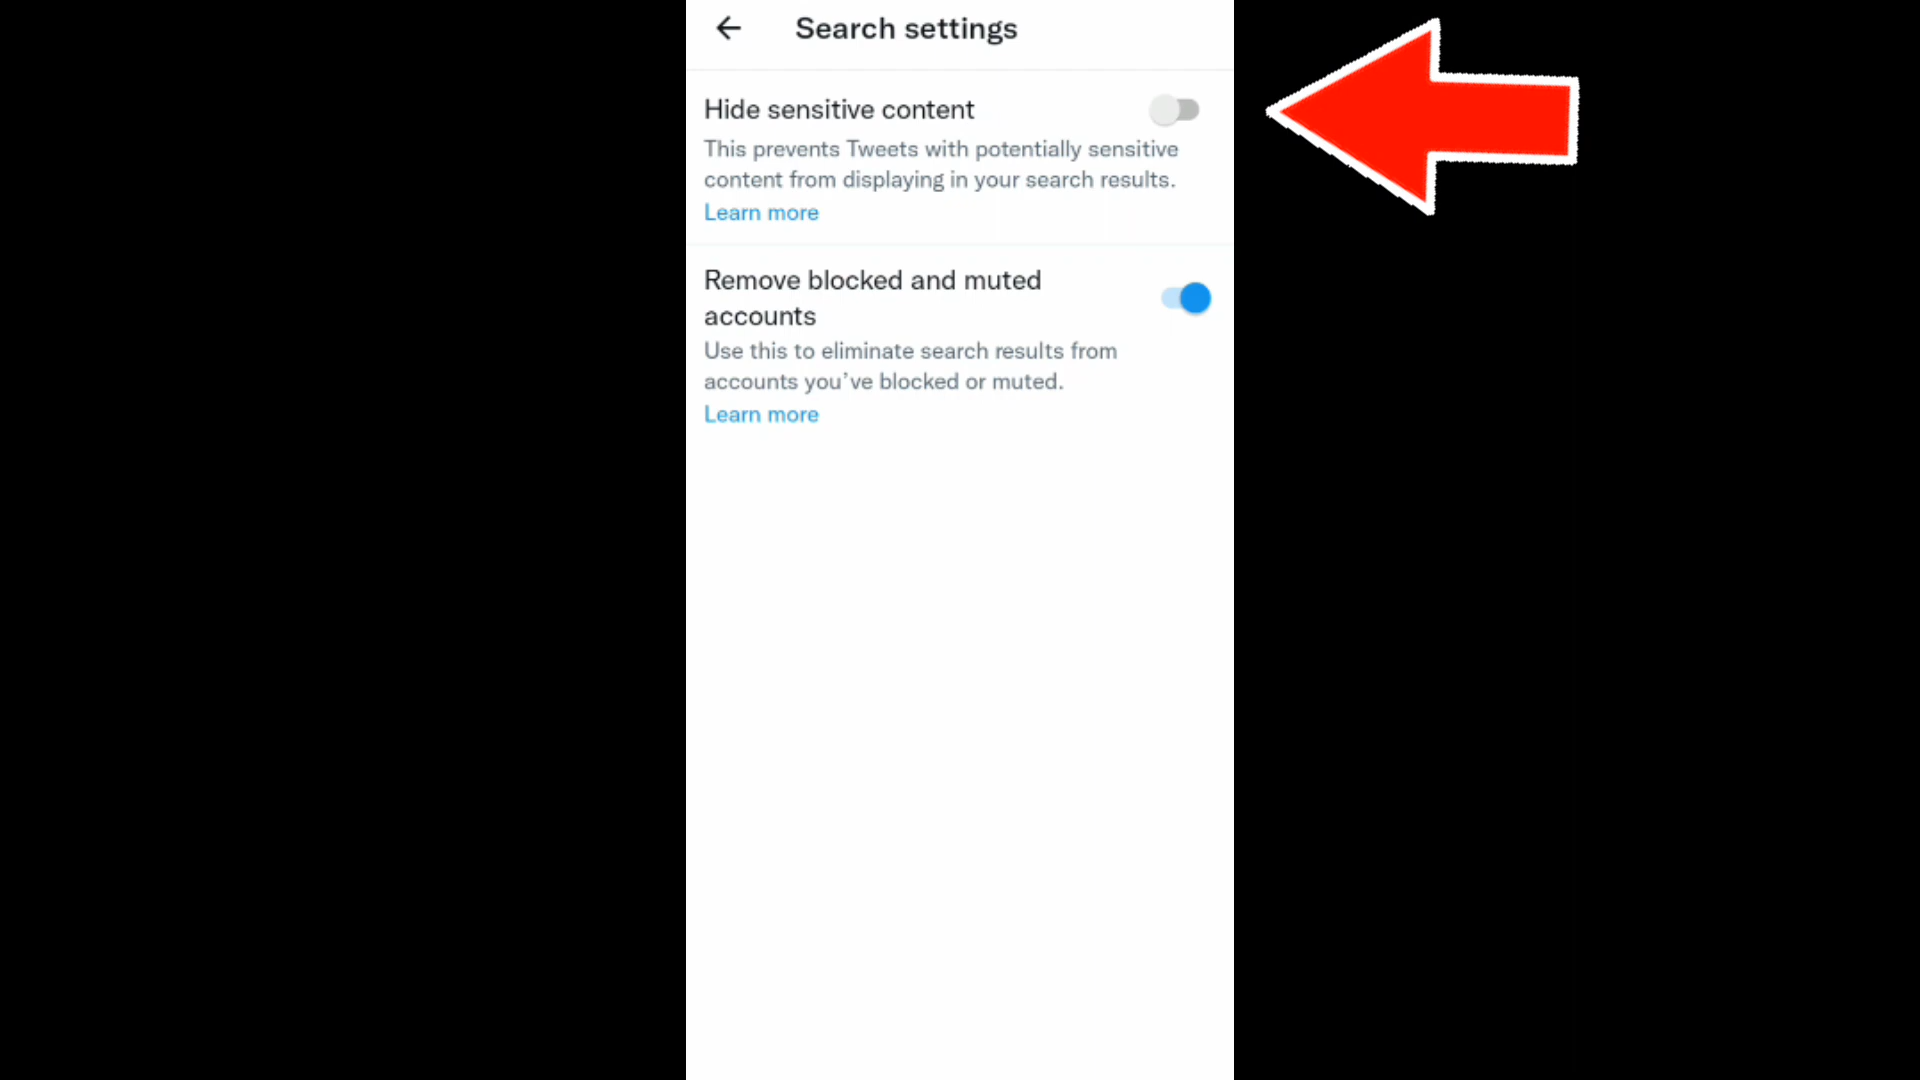 Search settings
Hide sensitive content
This prevents Tweets with potentially sensitive
content from displaying in your search results.
Learn more
Remove blocked and muted
accounts
Use this to eliminate search results from
accounts you’ve blocked or muted.
Learn more